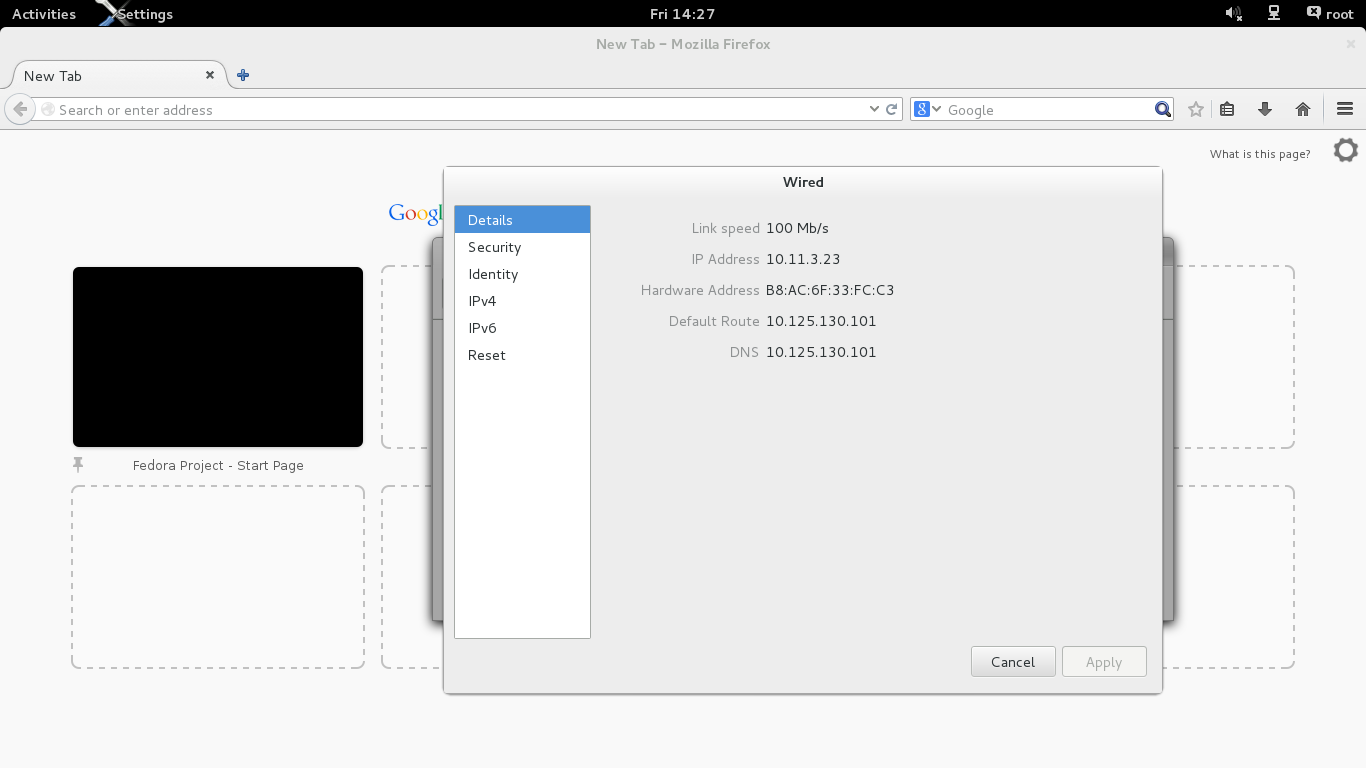 Activities Settings Fri 14:27 root
New Tab - Mozilla Firefox
New Tab
Search or enter address Google
What is this page?
Wired
Googl
Details
Security
Identity
IPv4
IPv6
Reset
Link speed 100 Mb/s
IP Address 10.11.3.23
Hardware Address B8:AC:6F:33:FC:C3
Default Route 10.125.130.101
DNS 10.125.130.101
Fedora Project - Start Page
Cancel Apply